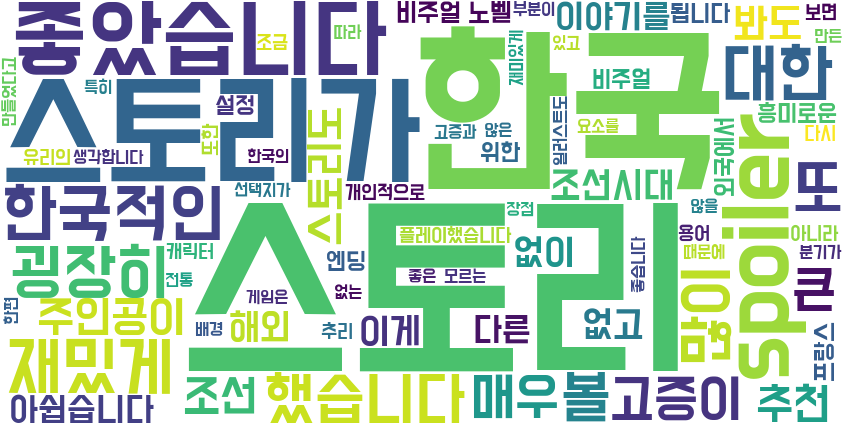 좋았습니다
조금
따라
비주얼 노벨
부분이
이야기를
됩니다
봐도
보면
만들었다고
스토리가
한국
재미있게
있고
비주얼
대한
만든
특히
설정
또한
고증과
않은
일러스트도
요소를
흥미로운
다시
유리의
생각합니다
한국의
위한
외국에서
spoiler
또
한국적인
선택지가
개인적으로
조선시대
스토리도
스토리
장점
않을
굉장히
캐릭터
전통
플레이했습니다
없이
좋습니다
용어
때문에
아니라
분기가
엔딩
좋은
모르는
한편
주인공이
게임은
없는
많이
큰
배경
해외
추리
이게
다른
없고
프랑스
재밌게
아쉽습니다
조선
했습니다
매우
볼
고증이
추천